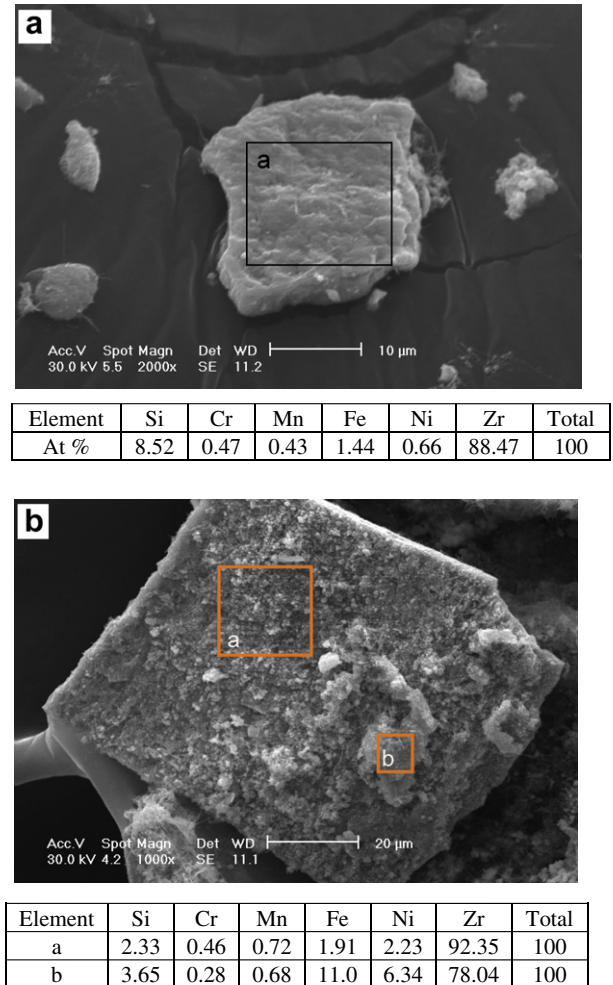 a
a
Acc.V Spot Magn Det WD 10 µm
30.0 kV 5.5 2000x SE 11.2
Element Si Cr Mn Fe Ni Zr Total
At % 8.52 0.47 0.43 1.44 0.66 88.47 100
b
a
b
Acc.V Spot Magn Det WD 20 µm
30.0 kV 4.2 1000x SE 11.1
Element Si Cr Mn Fe Ni Zr Total
a 2.33 0.46 0.72 1.91 2.23 92.35 100
b 3.65 0.28 0.68 11.0 6.34 78.04 100